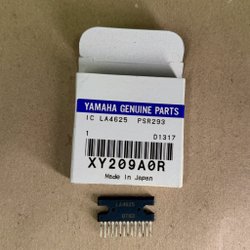 YAMAHA GENUINE PARTS
IC LA4625 PSR293
1 D1317
XY209A0R
Made in Japan
LA4625